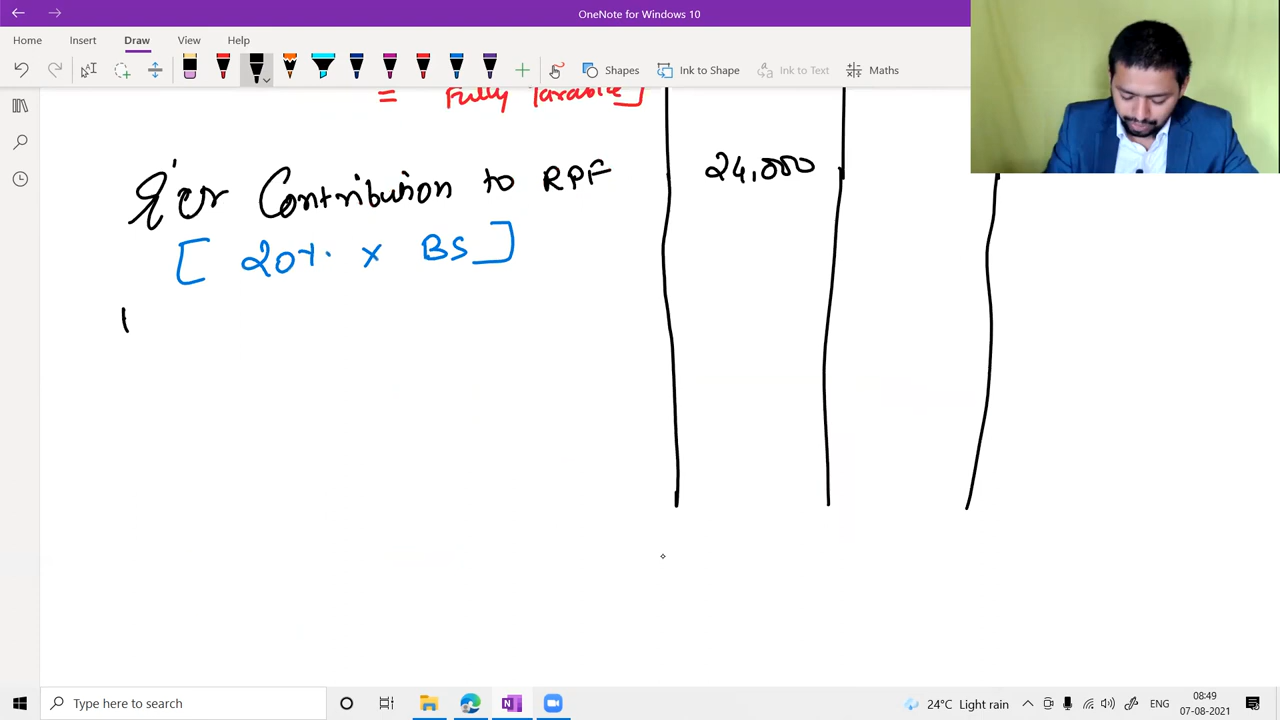 OneNote for Windows 10
Home Insert Draw View Help
Shapes Ink to Shape Ink to Text Maths
= Fully Taxable]
E'er Contribution to RPF 24,000
[ 20% x BS ]
Type here to search
24°C Light rain ENG 08:49
07-08-2021